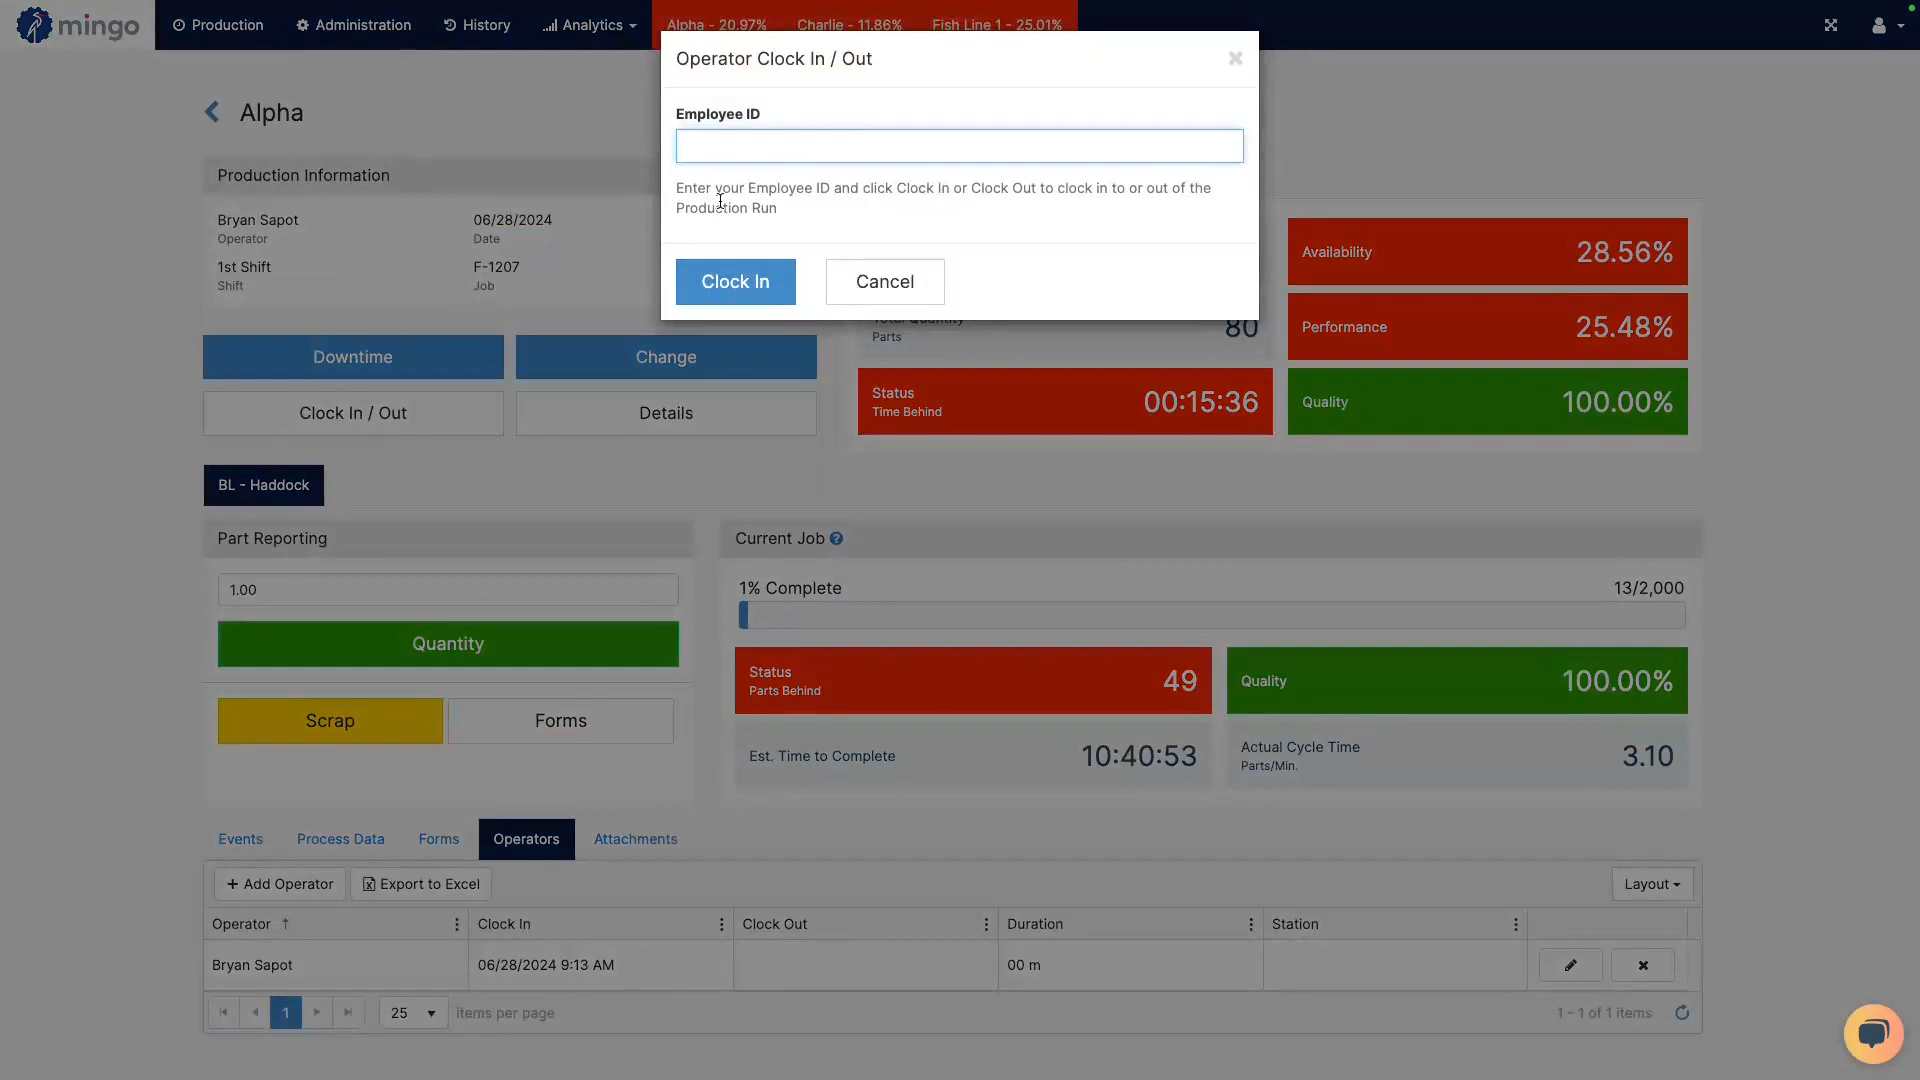 mingo
Production
Administration
History
Analytics
Alpha - 20.97%
Charlie - 11.86%
Fish Line 1 - 25.01%
Operator Clock In / Out
Employee ID
Enter your Employee ID and click Clock In or Clock Out to clock in to or out of the
Production Run
Clock In
Cancel
Alpha
Production Information
Bryan Sapot
Operator
06/28/2024
Date
1st Shift
Shift
F-1207
Job
Downtime
Change
Clock In / Out
Details
Total Quantity
Parts
80
Status
Time Behind
00:15:36
Availability
28.56%
Performance
25.48%
Quality
100.00%
BL - Haddock
Part Reporting
1.00
Quantity
Scrap
Forms
Current Job
1% Complete
13/2,000
Status
Parts Behind
49
Quality
100.00%
Est. Time to Complete
10:40:53
Actual Cycle Time
Parts/Min.
3.10
Events
Process Data
Forms
Operators
Attachments
+ Add Operator
Export to Excel
Layout
Operator ↑
Clock In
Clock Out
Duration
Station
Bryan Sapot
06/28/2024 9:13 AM
00 m
1
25
items per page
1 - 1 of 1 items